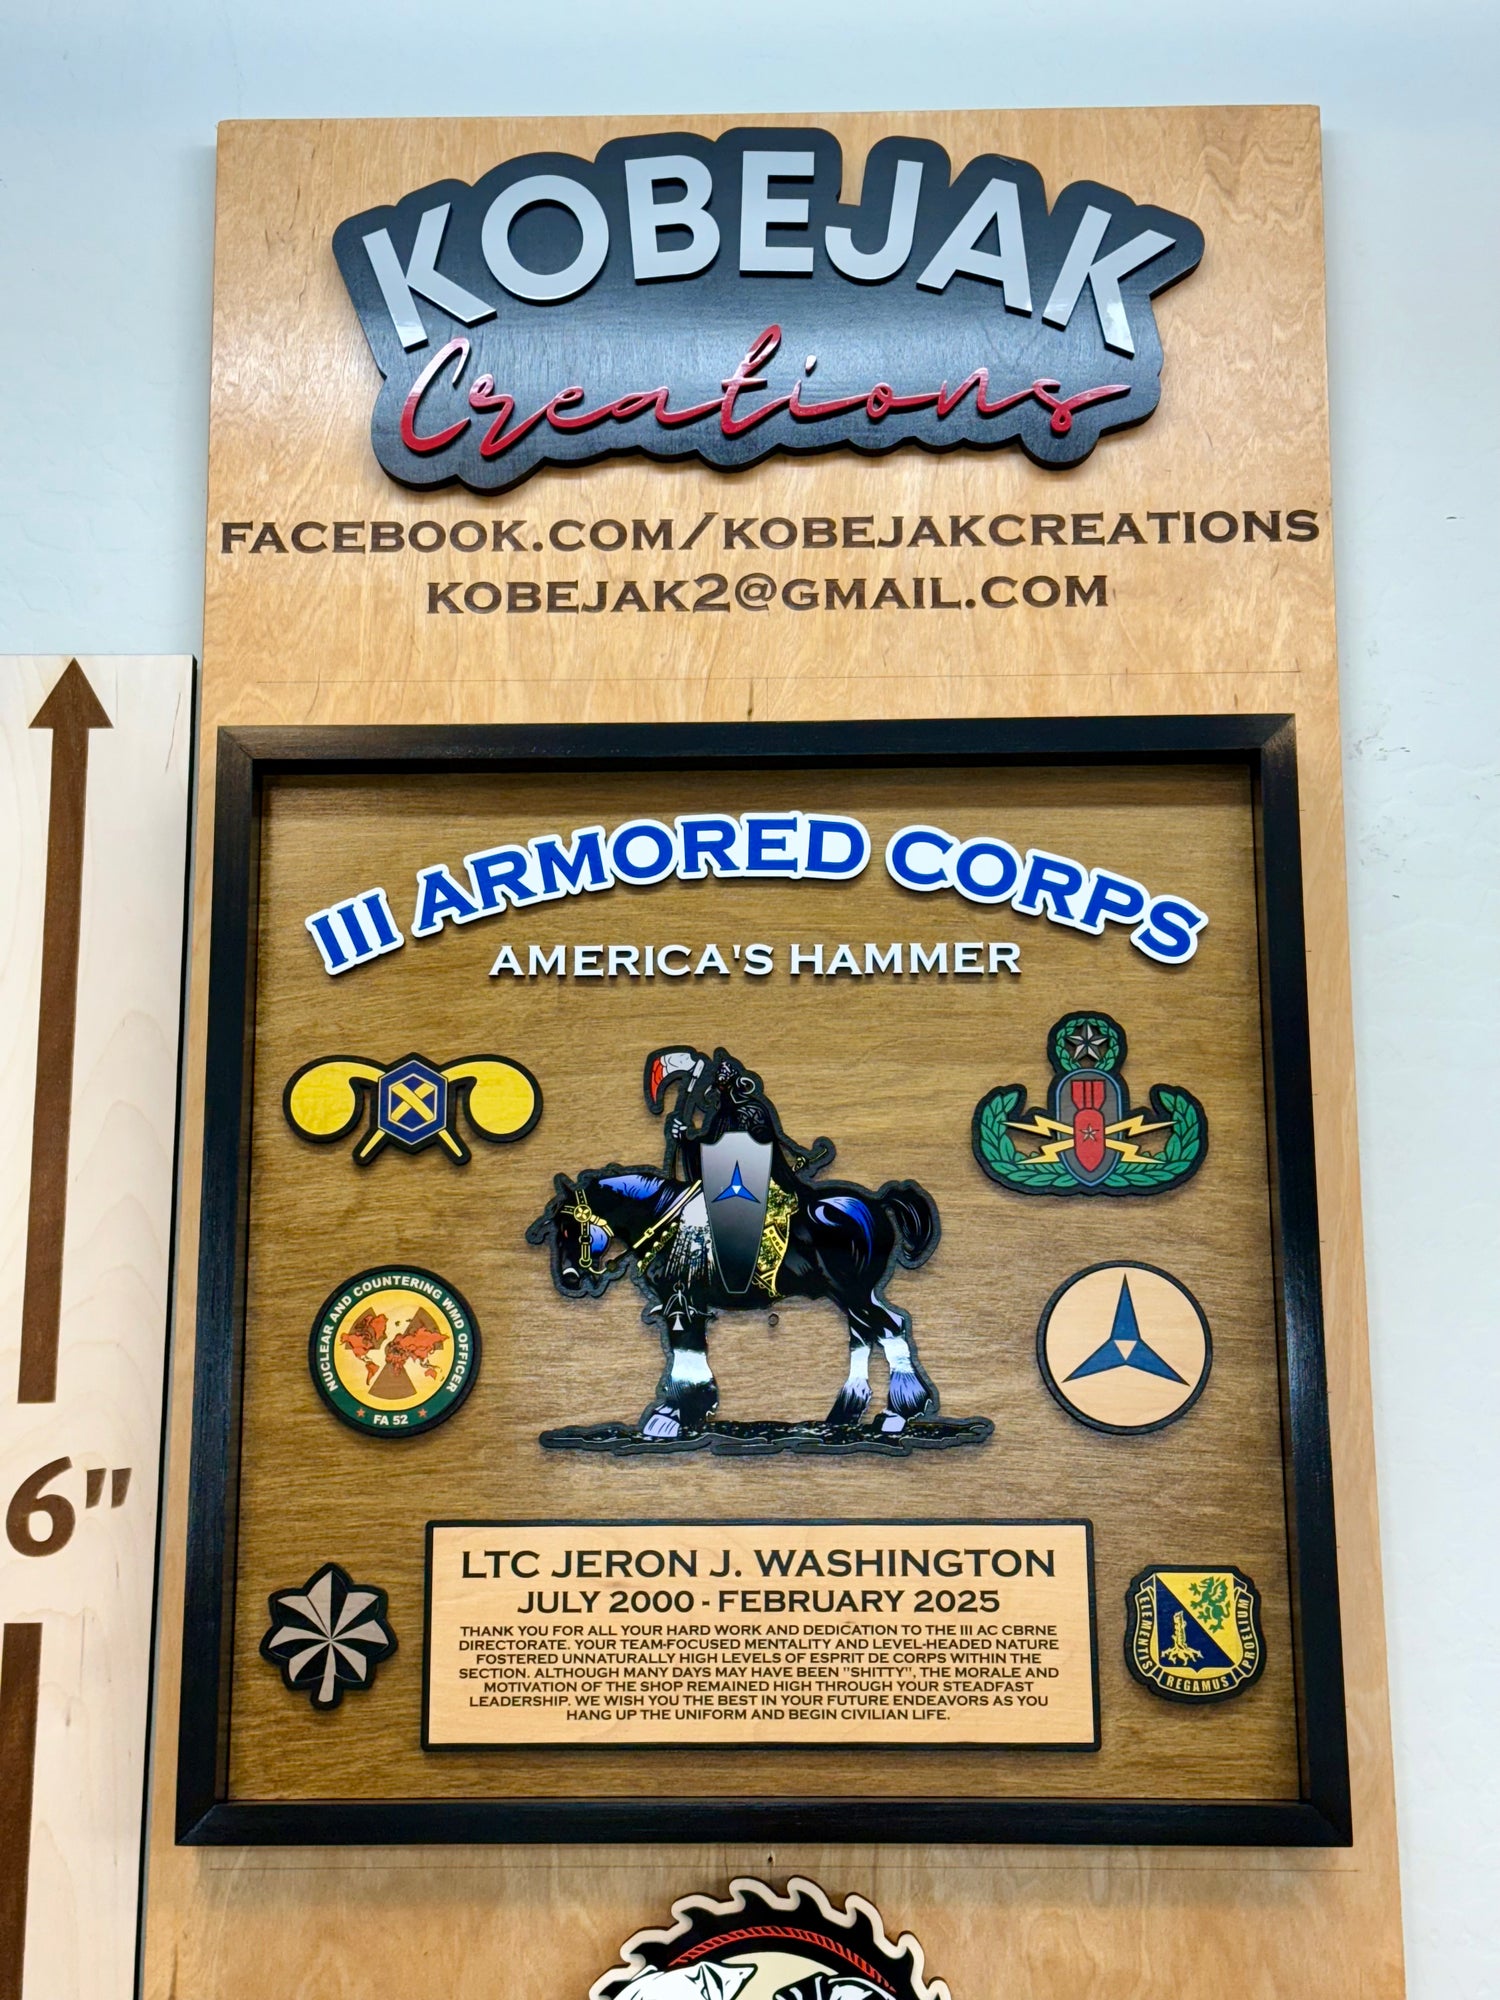 KOBEJAK
Creations
FACEBOOK.COM/KOBEJAKCREATIONS
KOBEJAK2@GMAIL.COM
III ARMORED CORPS
AMERICA'S HAMMER
NUCLEAR AND COUNTERING WMD OFFICER
FA 52
6"
LTC JERON J. WASHINGTON
JULY 2000 - FEBRUARY 2025
THANK YOU FOR ALL YOUR HARD WORK AND DEDICATION TO THE III AC CBRNE
DIRECTORATE. YOUR TEAM-FOCUSED MENTALITY AND LEVEL-HEADED NATURE
FOSTERED UNNATURALLY HIGH LEVELS OF ESPRIT DE CORPS WITHIN THE
SECTION. ALTHOUGH MANY DAYS MAY HAVE BEEN "SHITTY", THE MORALE AND
MOTIVATION OF THE SHOP REMAINED HIGH THROUGH YOUR STEADFAST
LEADERSHIP. WE WISH YOU THE BEST IN YOUR FUTURE ENDEAVORS AS YOU
HANG UP THE UNIFORM AND BEGIN CIVILIAN LIFE.
ELEMENTIS REGAMUS PROELIUM